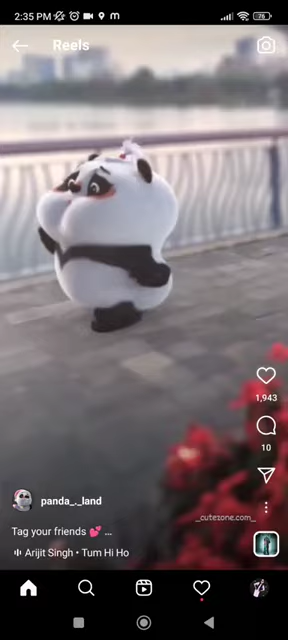 2:35 PM
76
Reels
1,943
10
panda_._land
_cutezone.com_
Tag your friends 💕 ...
Arijit Singh • Tum Hi Ho